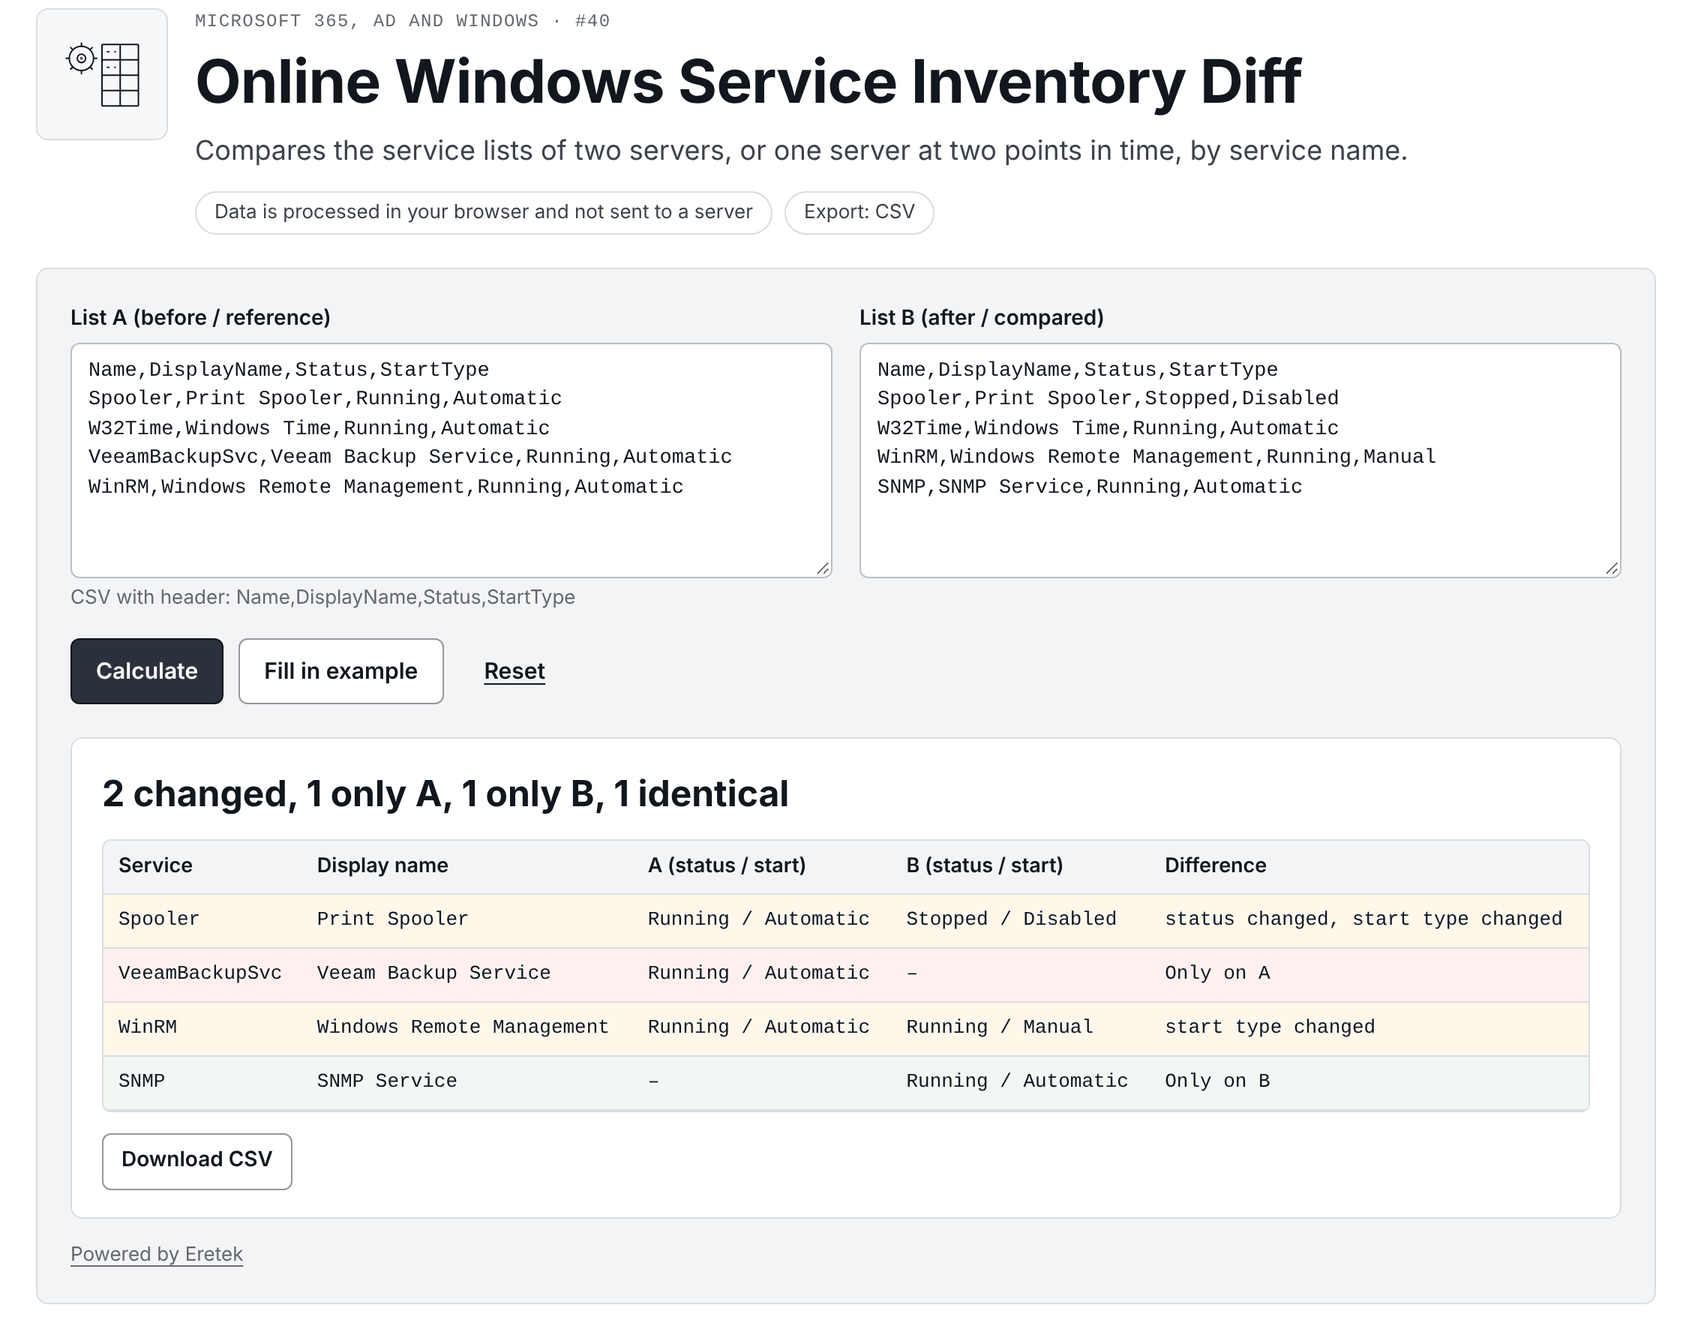 MICROSOFT 365, AD AND WINDOWS · #40
Online Windows Service Inventory Diff
Compares the service lists of two servers, or one server at two points in time, by service name.
Data is processed in your browser and not sent to a server
Export: CSV
List A (before / reference)
Name,DisplayName,Status,StartType
Spooler,Print Spooler,Running,Automatic
W32Time,Windows Time,Running,Automatic
VeeamBackupSvc,Veeam Backup Service,Running,Automatic
WinRM,Windows Remote Management,Running,Automatic
CSV with header: Name,DisplayName,Status,StartType
List B (after / compared)
Name,DisplayName,Status,StartType
Spooler,Print Spooler,Stopped,Disabled
W32Time,Windows Time,Running,Automatic
WinRM,Windows Remote Management,Running,Manual
SNMP,SNMP Service,Running,Automatic
Calculate Fill in example Reset
2 changed, 1 only A, 1 only B, 1 identical
Service Display name A (status / start) B (status / start) Difference
Spooler Print Spooler Running / Automatic Stopped / Disabled status changed, start type changed
VeeamBackupSvc Veeam Backup Service Running / Automatic – Only on A
WinRM Windows Remote Management Running / Automatic Running / Manual start type changed
SNMP SNMP Service – Running / Automatic Only on B
Download CSV
Powered by Eretek